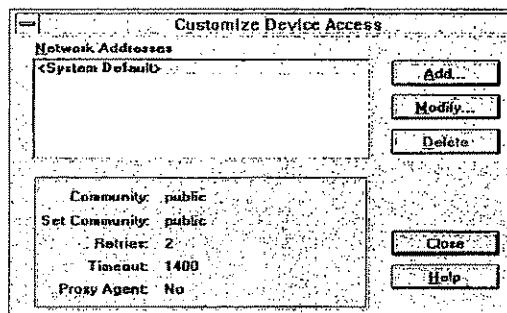 Customize Device Access
Network Addresses
<System Default>
Add...
Modify...
Delete
Community: public
Set Community: public
Retries: 2
Timeout: 1400
Proxy Agent: No
Close
Help